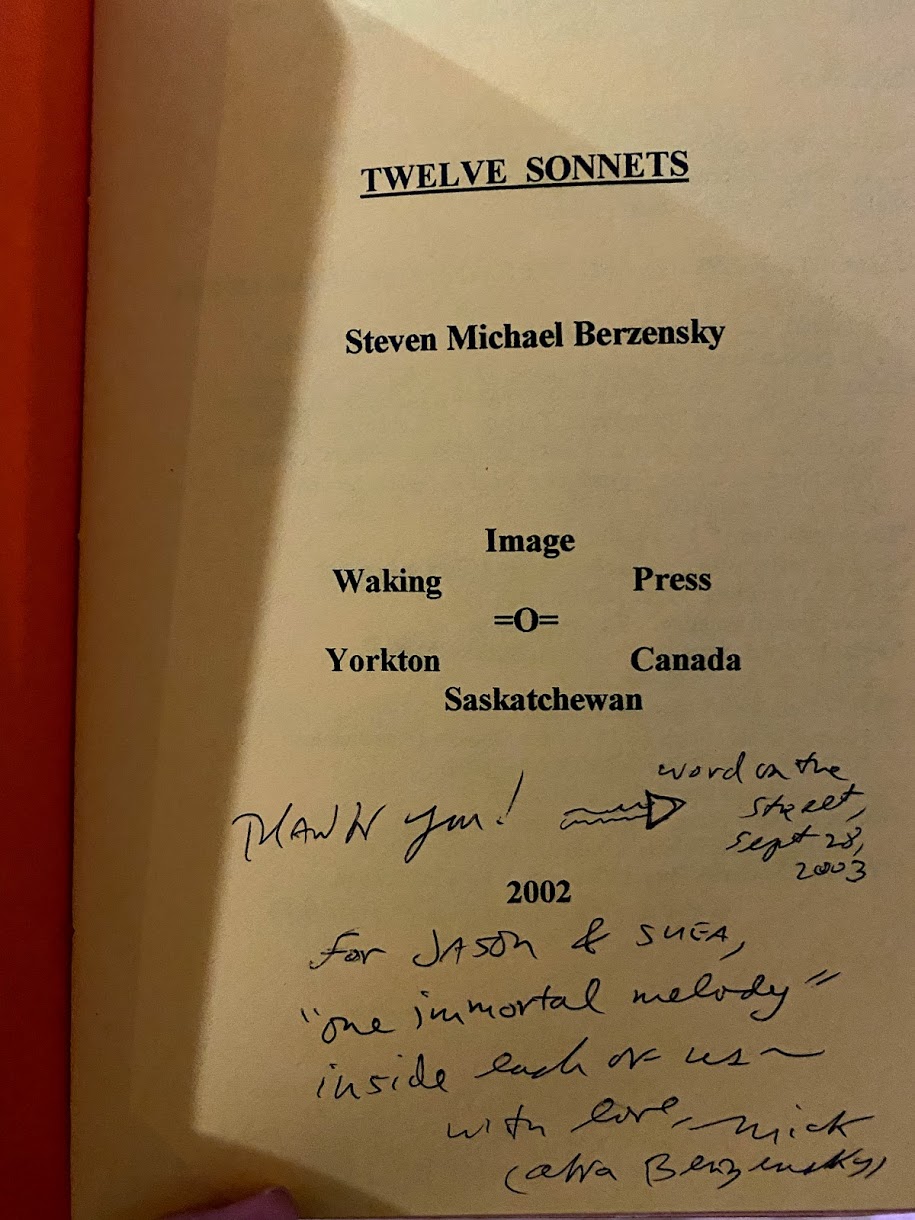 TWELVE SONNETS
Steven Michael Berzensky
Image
Waking Press
=O=
Yorkton Canada
Saskatchewan
THANK you!
word on the
street,
Sept 28,
2003
2002
for JASON & SHEA,
"one immortal melody"
inside each of us~
with love, Mick
(aka Berzensky)